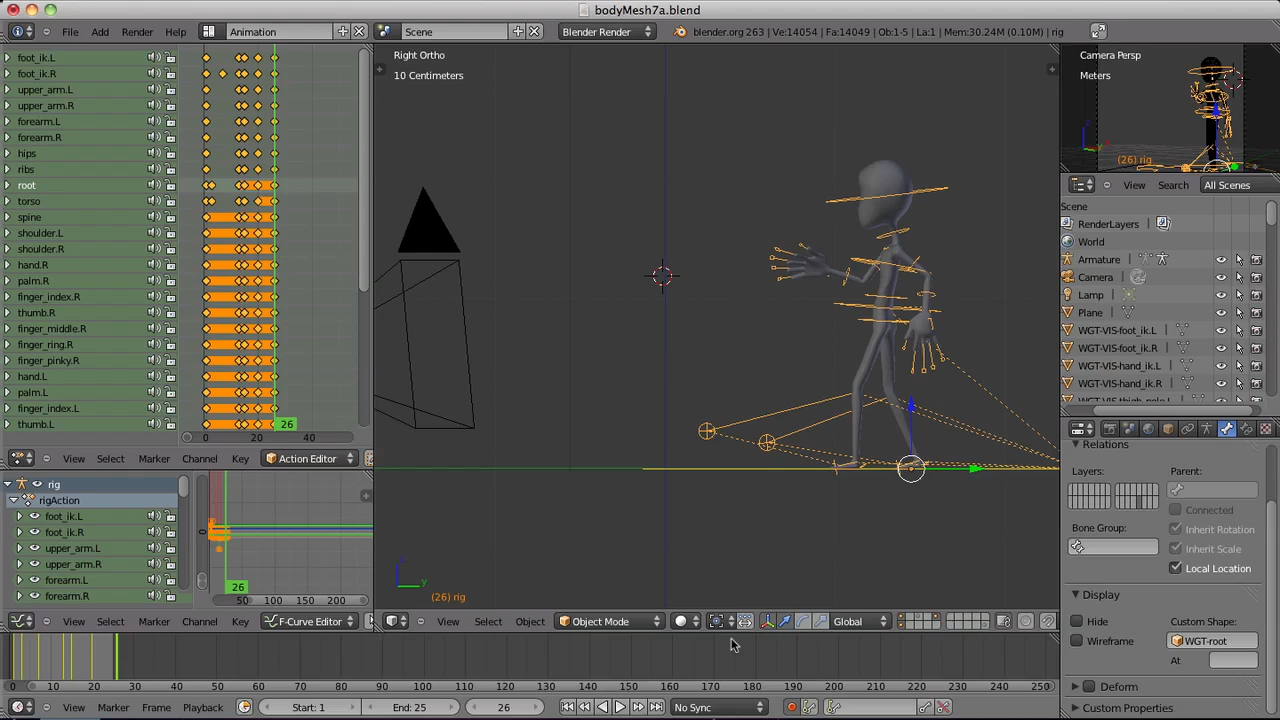 bodyMesh7a.blend
File Add Render Help Animation Scene Blender Render blender.org 263 | Ve:14054 | Fa:14049 | Ob:1-5 | La:1 | Mem:30.24M (0.10M) | rig
foot_ik.L
foot_ik.R
upper_arm.L
upper_arm.R
forearm.L
forearm.R
hips
ribs
root
torso
spine
shoulder.L
shoulder.R
hand.R
palm.R
finger_index.R
thumb.R
finger_middle.R
finger_ring.R
finger_pinky.R
hand.L
palm.L
finger_index.L
thumb.L
26
0 20 40
View Select Marker Channel Key Action Editor
rig
rigAction
foot_ik.L
foot_ik.R
upper_arm.L
upper_arm.R
forearm.L
forearm.R
26
0
50 100 150 200
View Select Marker Channel Key F-Curve Editor
Right Ortho
10 Centimeters
z
y
(26) rig
View Select Object Object Mode Global
Camera Persp
Meters
(26) rig
View Search All Scenes
Scene
RenderLayers
World
Armature
Camera
Lamp
Plane
WGT-VIS-foot_ik.L
WGT-VIS-foot_ik.R
WGT-VIS-hand_ik.L
WGT-VIS-hand_ik.R
Relations
Layers: Parent:
Connected
Bone Group: Inherit Rotation
Inherit Scale
Local Location
Display
Hide Custom Shape:
Wireframe WGT-root
At
Deform
Custom Properties
0 10 20 30 40 50 60 70 80 90 100 110 120 130 140 150 160 170 180 190 200 210 220 230 240 250
View Marker Frame Playback Start: 1 End: 25 26 No Sync